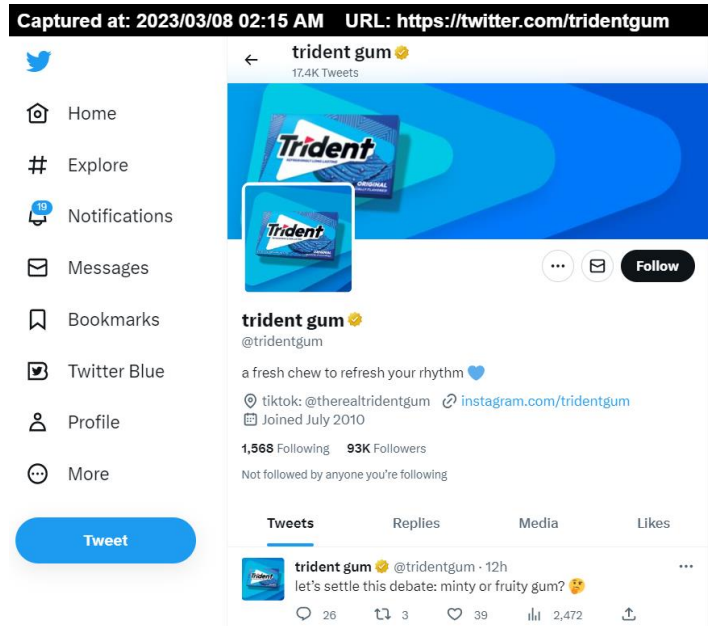 Captured at: 2023/03/08 02:15 AM URL: https://twitter.com/tridentgum
trident gum
17.4K Tweets
Home
Explore
19
Notifications
Messages
Bookmarks
Twitter Blue
Profile
More
Tweet
Trident
ORIGINAL
Trident
Follow
trident gum
@tridentgum
a fresh chew to refresh your rhythm 💙
tiktok: @therealtridentgum instagram.com/tridentgum
Joined July 2010
1,568 Following 93K Followers
Not followed by anyone you're following
Tweets Replies Media Likes
Trident
trident gum @tridentgum · 12h
let's settle this debate: minty or fruity gum? 🤔
26 3 39 2,472